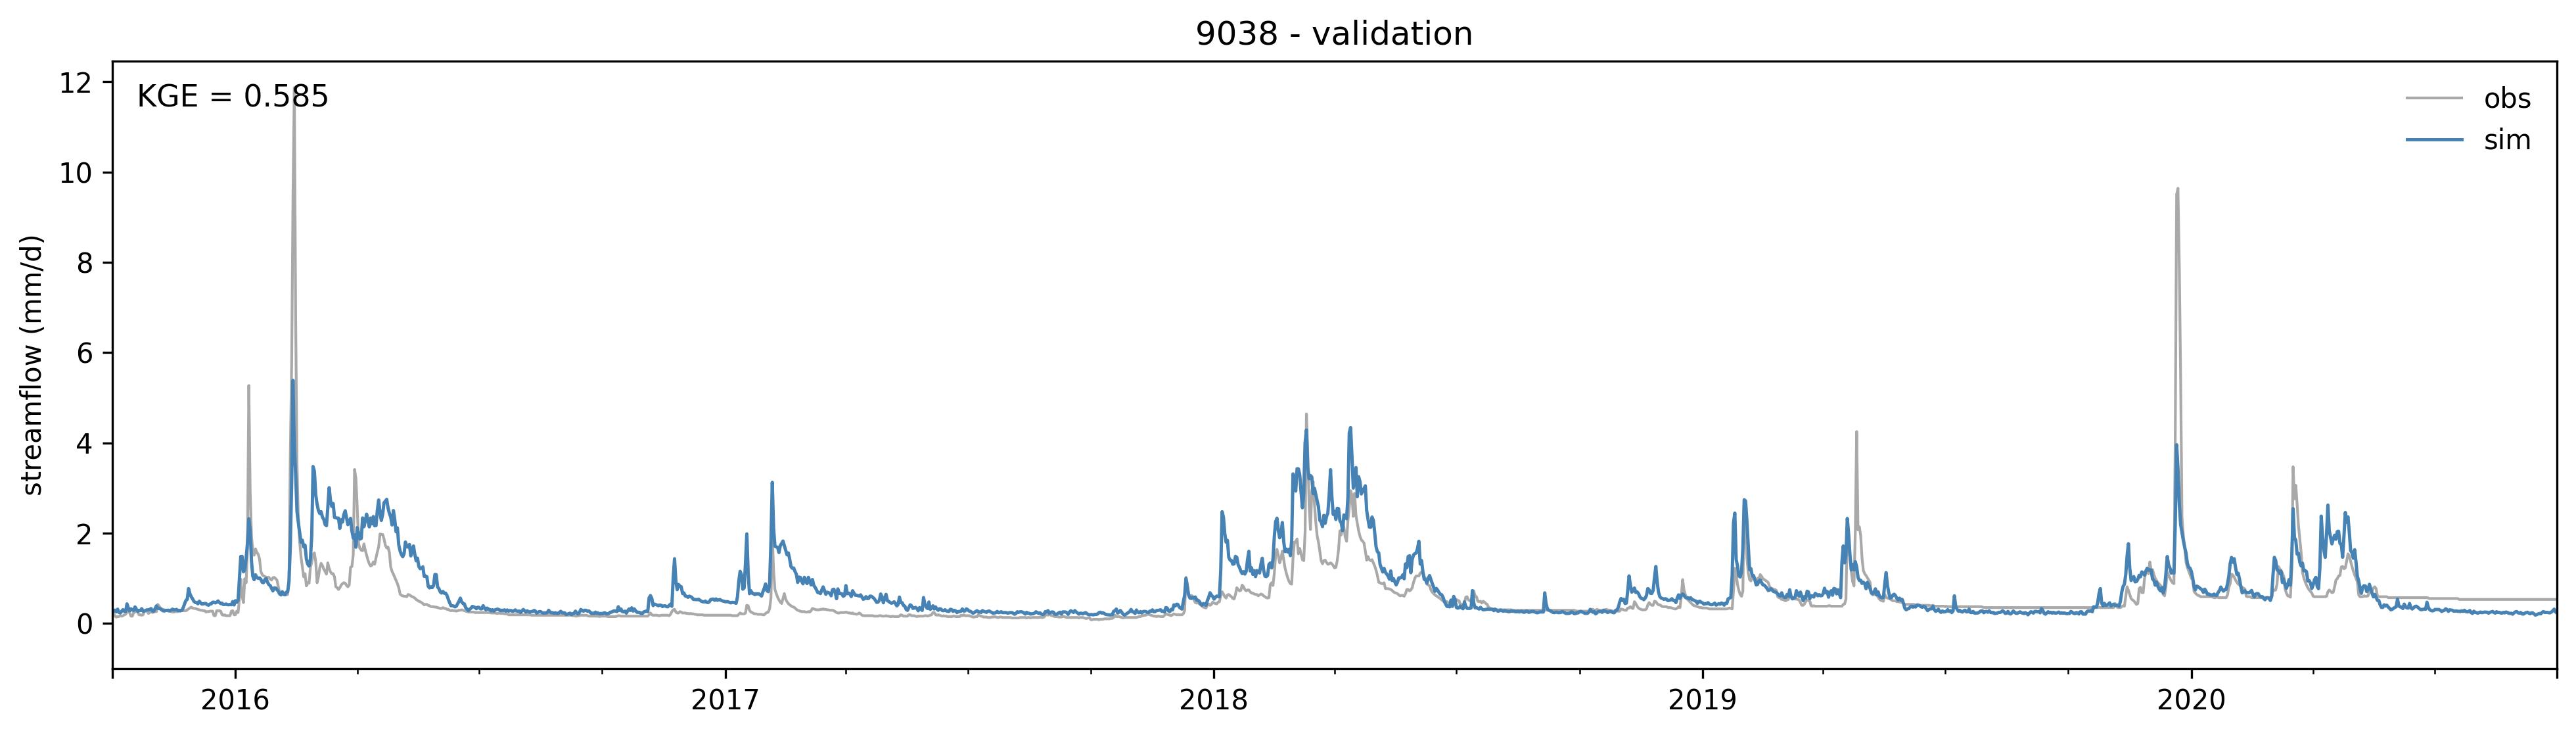 9038 - validation
KGE = 0.585
obs
sim
streamflow (mm/d)
12
10
8
6
4
2
0
2016
2017
2018
2019
2020